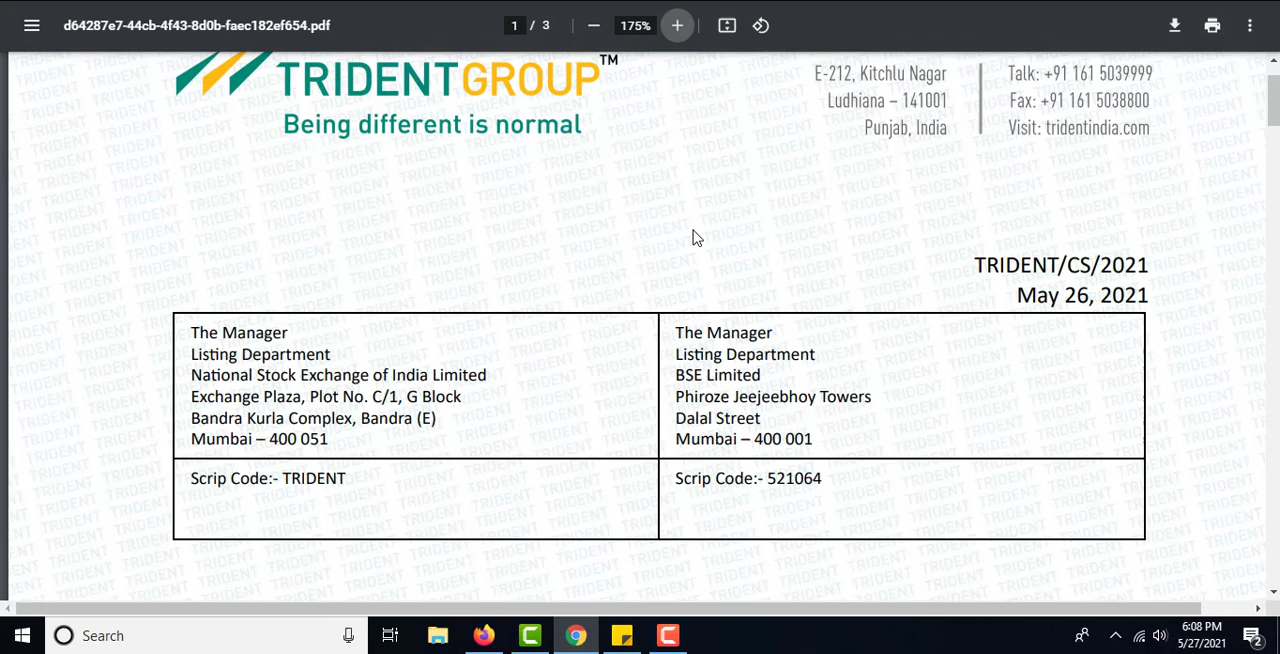 d64287e7-44cb-4f43-8d0b-faec182ef654.pdf
1 / 3
175%
TRIDENTGROUP™
Being different is normal
E-212, Kitchlu Nagar
Ludhiana – 141001
Punjab, India
Talk: +91 161 5039999
Fax: +91 161 5038800
Visit: tridentindia.com
TRIDENT/CS/2021
May 26, 2021
The Manager
Listing Department
National Stock Exchange of India Limited
Exchange Plaza, Plot No. C/1, G Block
Bandra Kurla Complex, Bandra (E)
Mumbai – 400 051
The Manager
Listing Department
BSE Limited
Phiroze Jeejeebhoy Towers
Dalal Street
Mumbai – 400 001
Scrip Code:- TRIDENT
Scrip Code:- 521064
Search
6:08 PM
5/27/2021
2